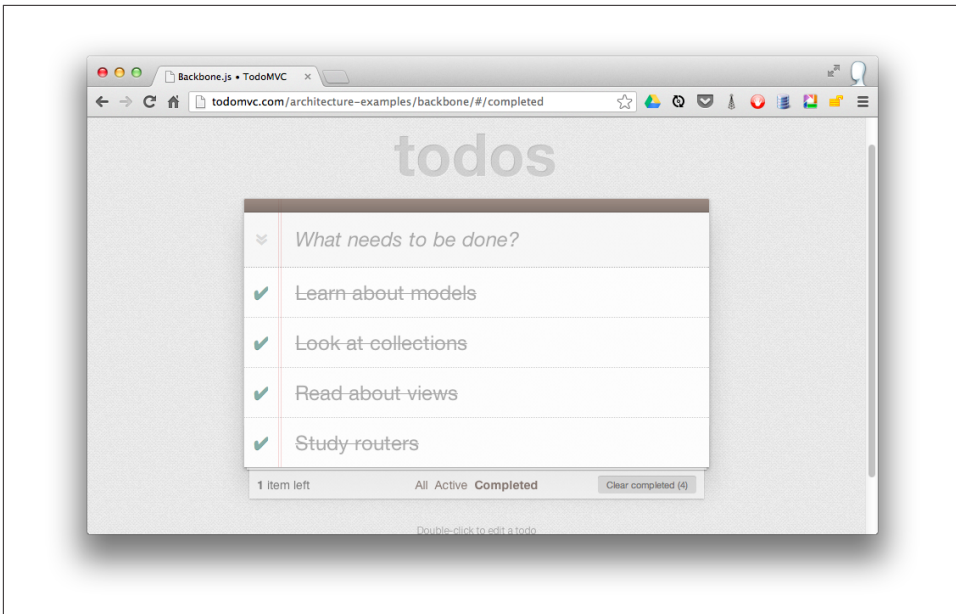 Backbone.js • TodoMVC
todomvc.com/architecture-examples/backbone/#/completed
todos
What needs to be done?
Learn about models
Look at collections
Read about views
Study routers
1 item left All Active Completed Clear completed (4)
Double-click to edit a todo